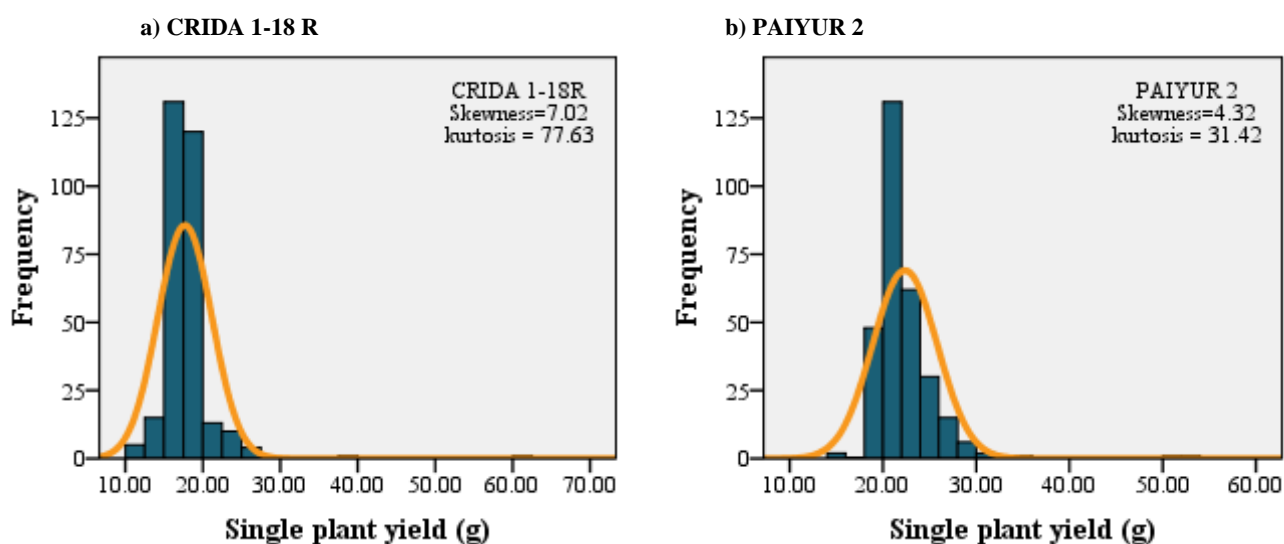 a) CRIDA 1-18 R
CRIDA 1-18R
Skewness=7.02
kurtosis = 77.63
Frequency
125
100
75
50
25
0
10.00 20.00 30.00 40.00 50.00 60.00 70.00
Single plant yield (g)
b) PAIYUR 2
PAIYUR 2
Skewness=4.32
kurtosis = 31.42
Frequency
125
100
75
50
25
0
10.00 20.00 30.00 40.00 50.00 60.00
Single plant yield (g)